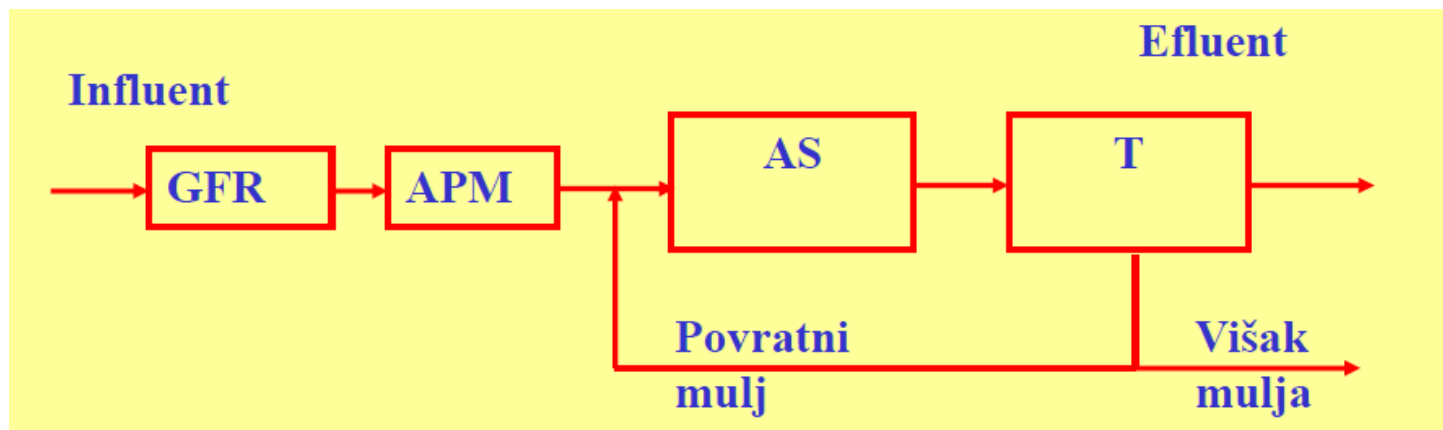 Efluent
Influent
GFR
APM
AS
T
Povratni
mulj
Višak
mulja